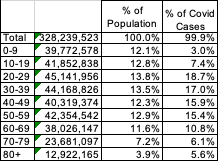 % of % of Covid
Population Cases
Total 328,239,523 100.0% 99.9%
0-9 39,772,578 12.1% 3.0%
10-19 41,852,838 12.8% 7.4%
20-29 45,141,956 13.8% 18.7%
30-39 44,168,826 13.5% 17.0%
40-49 40,319,374 12.3% 15.9%
50-59 42,354,542 12.9% 15.4%
60-69 38,026,147 11.6% 10.8%
70-79 23,681,097 7.2% 6.1%
80+ 12,922,165 3.9% 5.6%